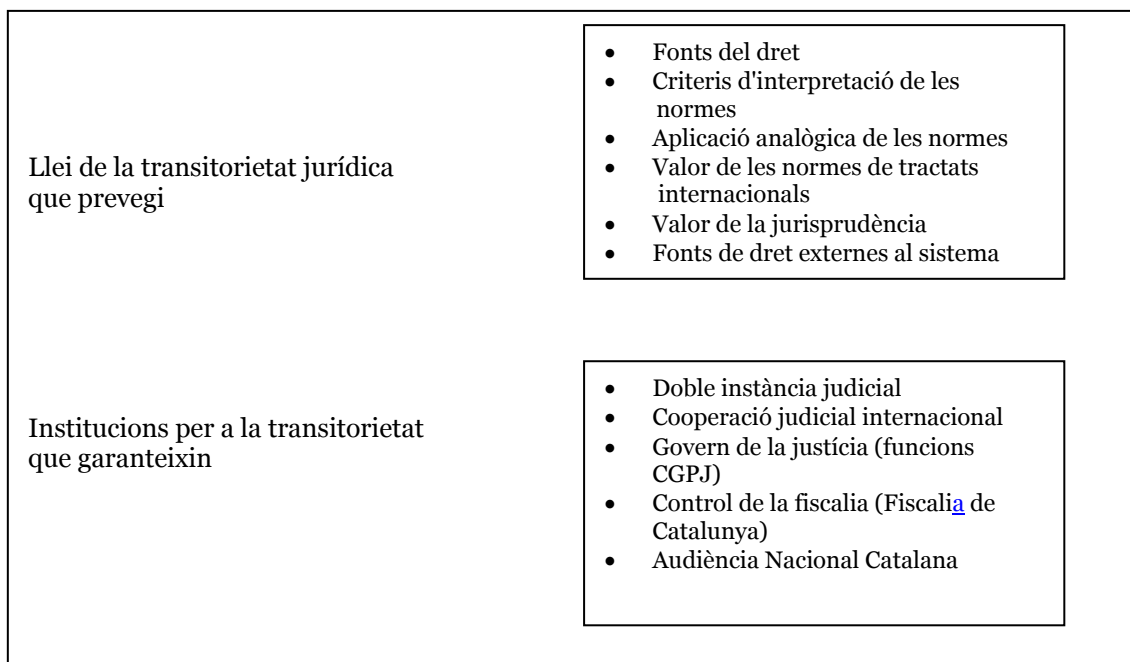 Llei de la transitorietat jurídica
que prevegi
• Fonts del dret
• Criteris d'interpretació de les
normes
• Aplicació analògica de les normes
• Valor de les normes de tractats
internacionals
• Valor de la jurisprudència
• Fonts de dret externes al sistema
Institucions per a la transitorietat
que garanteixin
• Doble instància judicial
• Cooperació judicial internacional
• Govern de la justícia (funcions
CGPJ)
• Control de la fiscalia (Fiscalia de
Catalunya)
• Audiència Nacional Catalana